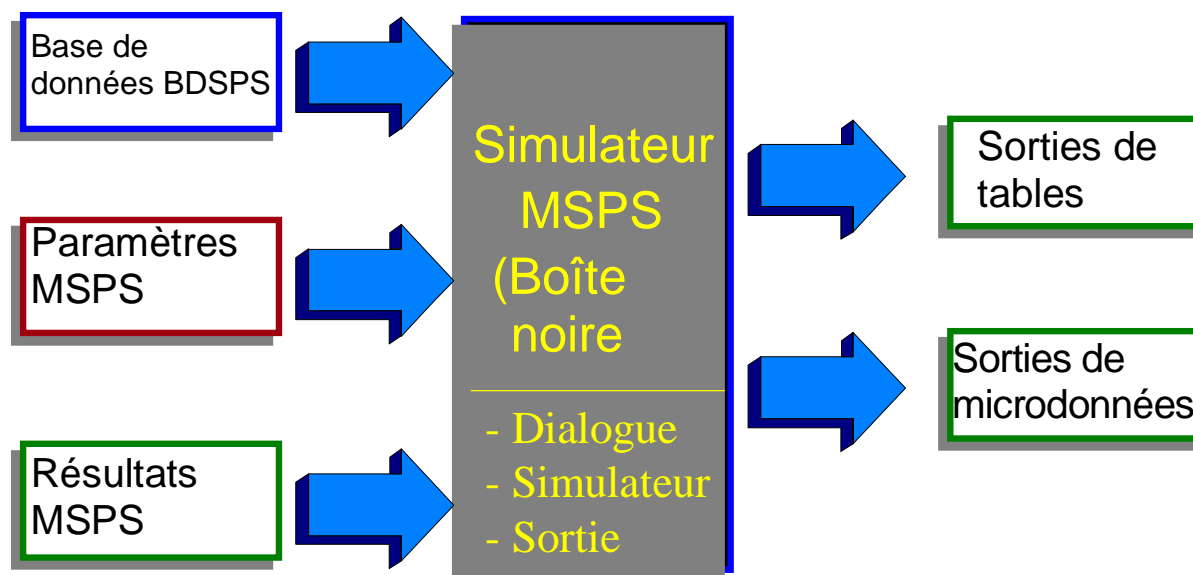 Base de
données BDSPS
Paramètres
MSPS
Résultats
MSPS
Simulateur
MSPS
(Boîte
noire
- Dialogue
- Simulateur
- Sortie
Sorties de
tables
Sorties de
microdonnées